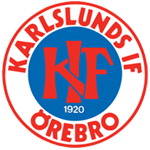 KARLSLUNDS IF
KIF
1920
ÖREBRO